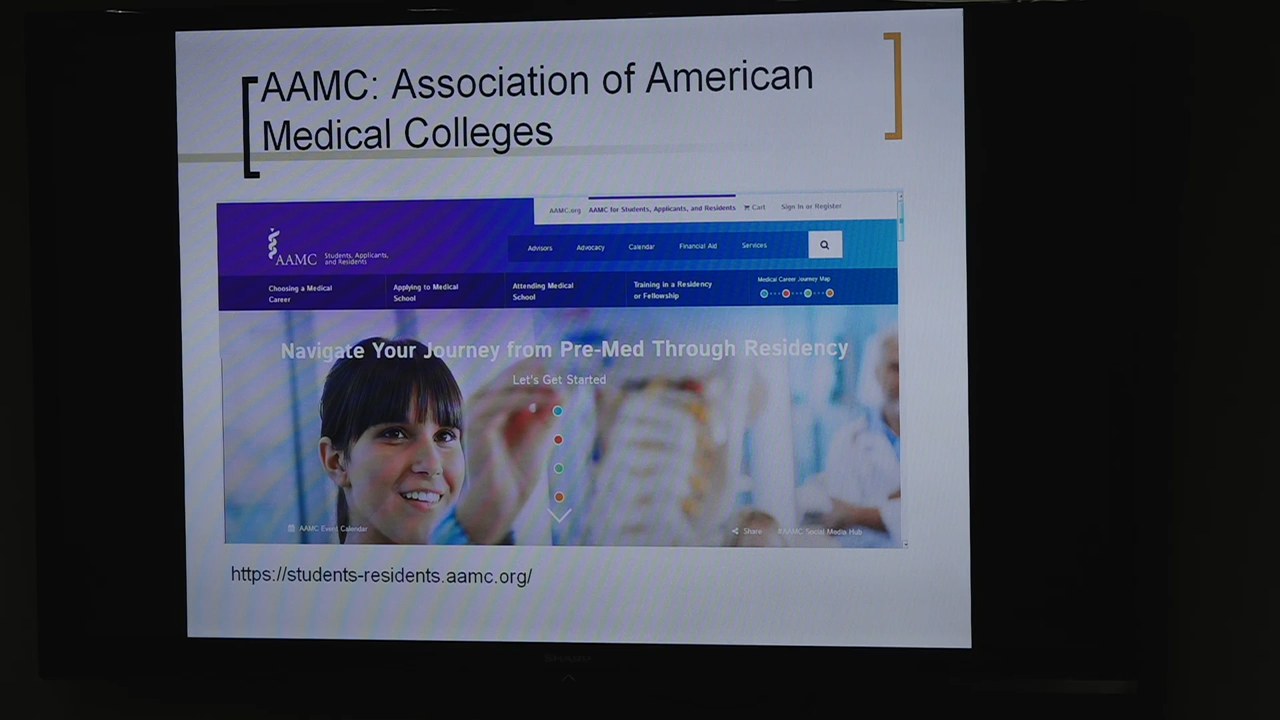 AAMC: Association of American
Medical Colleges
AAMC.org AAMC for Students, Applicants, and Residents Cart Sign In or Register
AAMC Students, Applicants,
and Residents
Advisors Advocacy Calendar Financial Aid Services
Choosing a Medical
Career
Applying to Medical
School
Attending Medical
School
Training in a Residency
or Fellowship
Medical Career Journey Map
Navigate Your Journey from Pre-Med Through Residency
Let's Get Started
AAMC Event Calendar
Share #AAMC Social Media Hub
https://students-residents.aamc.org/
SHARP